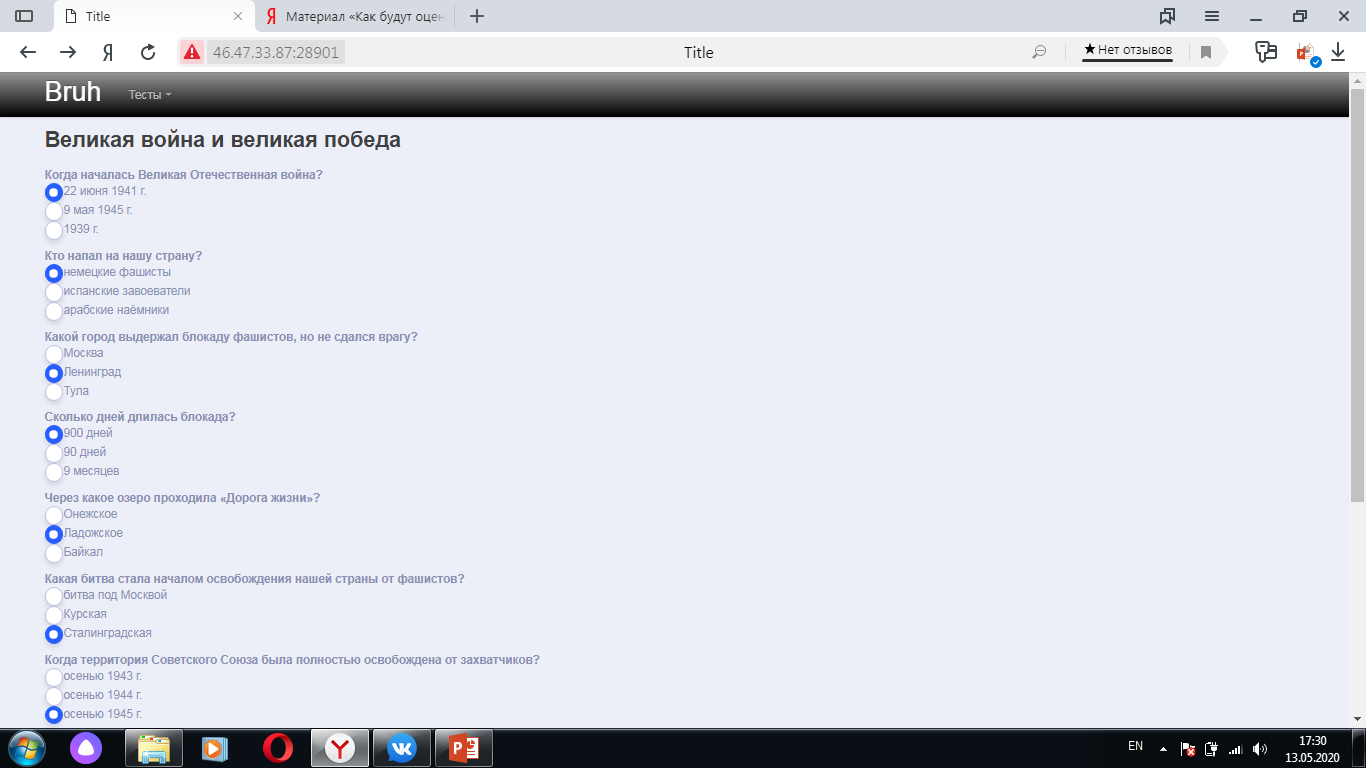 Title
Материал «Как будут оцен
46.47.33.87:28901
Title
★Нет отзывов
Bruh
Тесты
Великая война и великая победа
Когда началась Великая Отечественная война?
22 июня 1941 г.
9 мая 1945 г.
1939 г.
Кто напал на нашу страну?
немецкие фашисты
испанские завоеватели
арабские наёмники
Какой город выдержал блокаду фашистов, но не сдался врагу?
Москва
Ленинград
Тула
Сколько дней длилась блокада?
900 дней
90 дней
9 месяцев
Через какое озеро проходила «Дорога жизни»?
Онежское
Ладожское
Байкал
Какая битва стала началом освобождения нашей страны от фашистов?
битва под Москвой
Курская
Сталинградская
Когда территория Советского Союза была полностью освобождена от захватчиков?
осенью 1943 г.
осенью 1944 г.
осенью 1945 г.
EN
17:30
13.05.2020